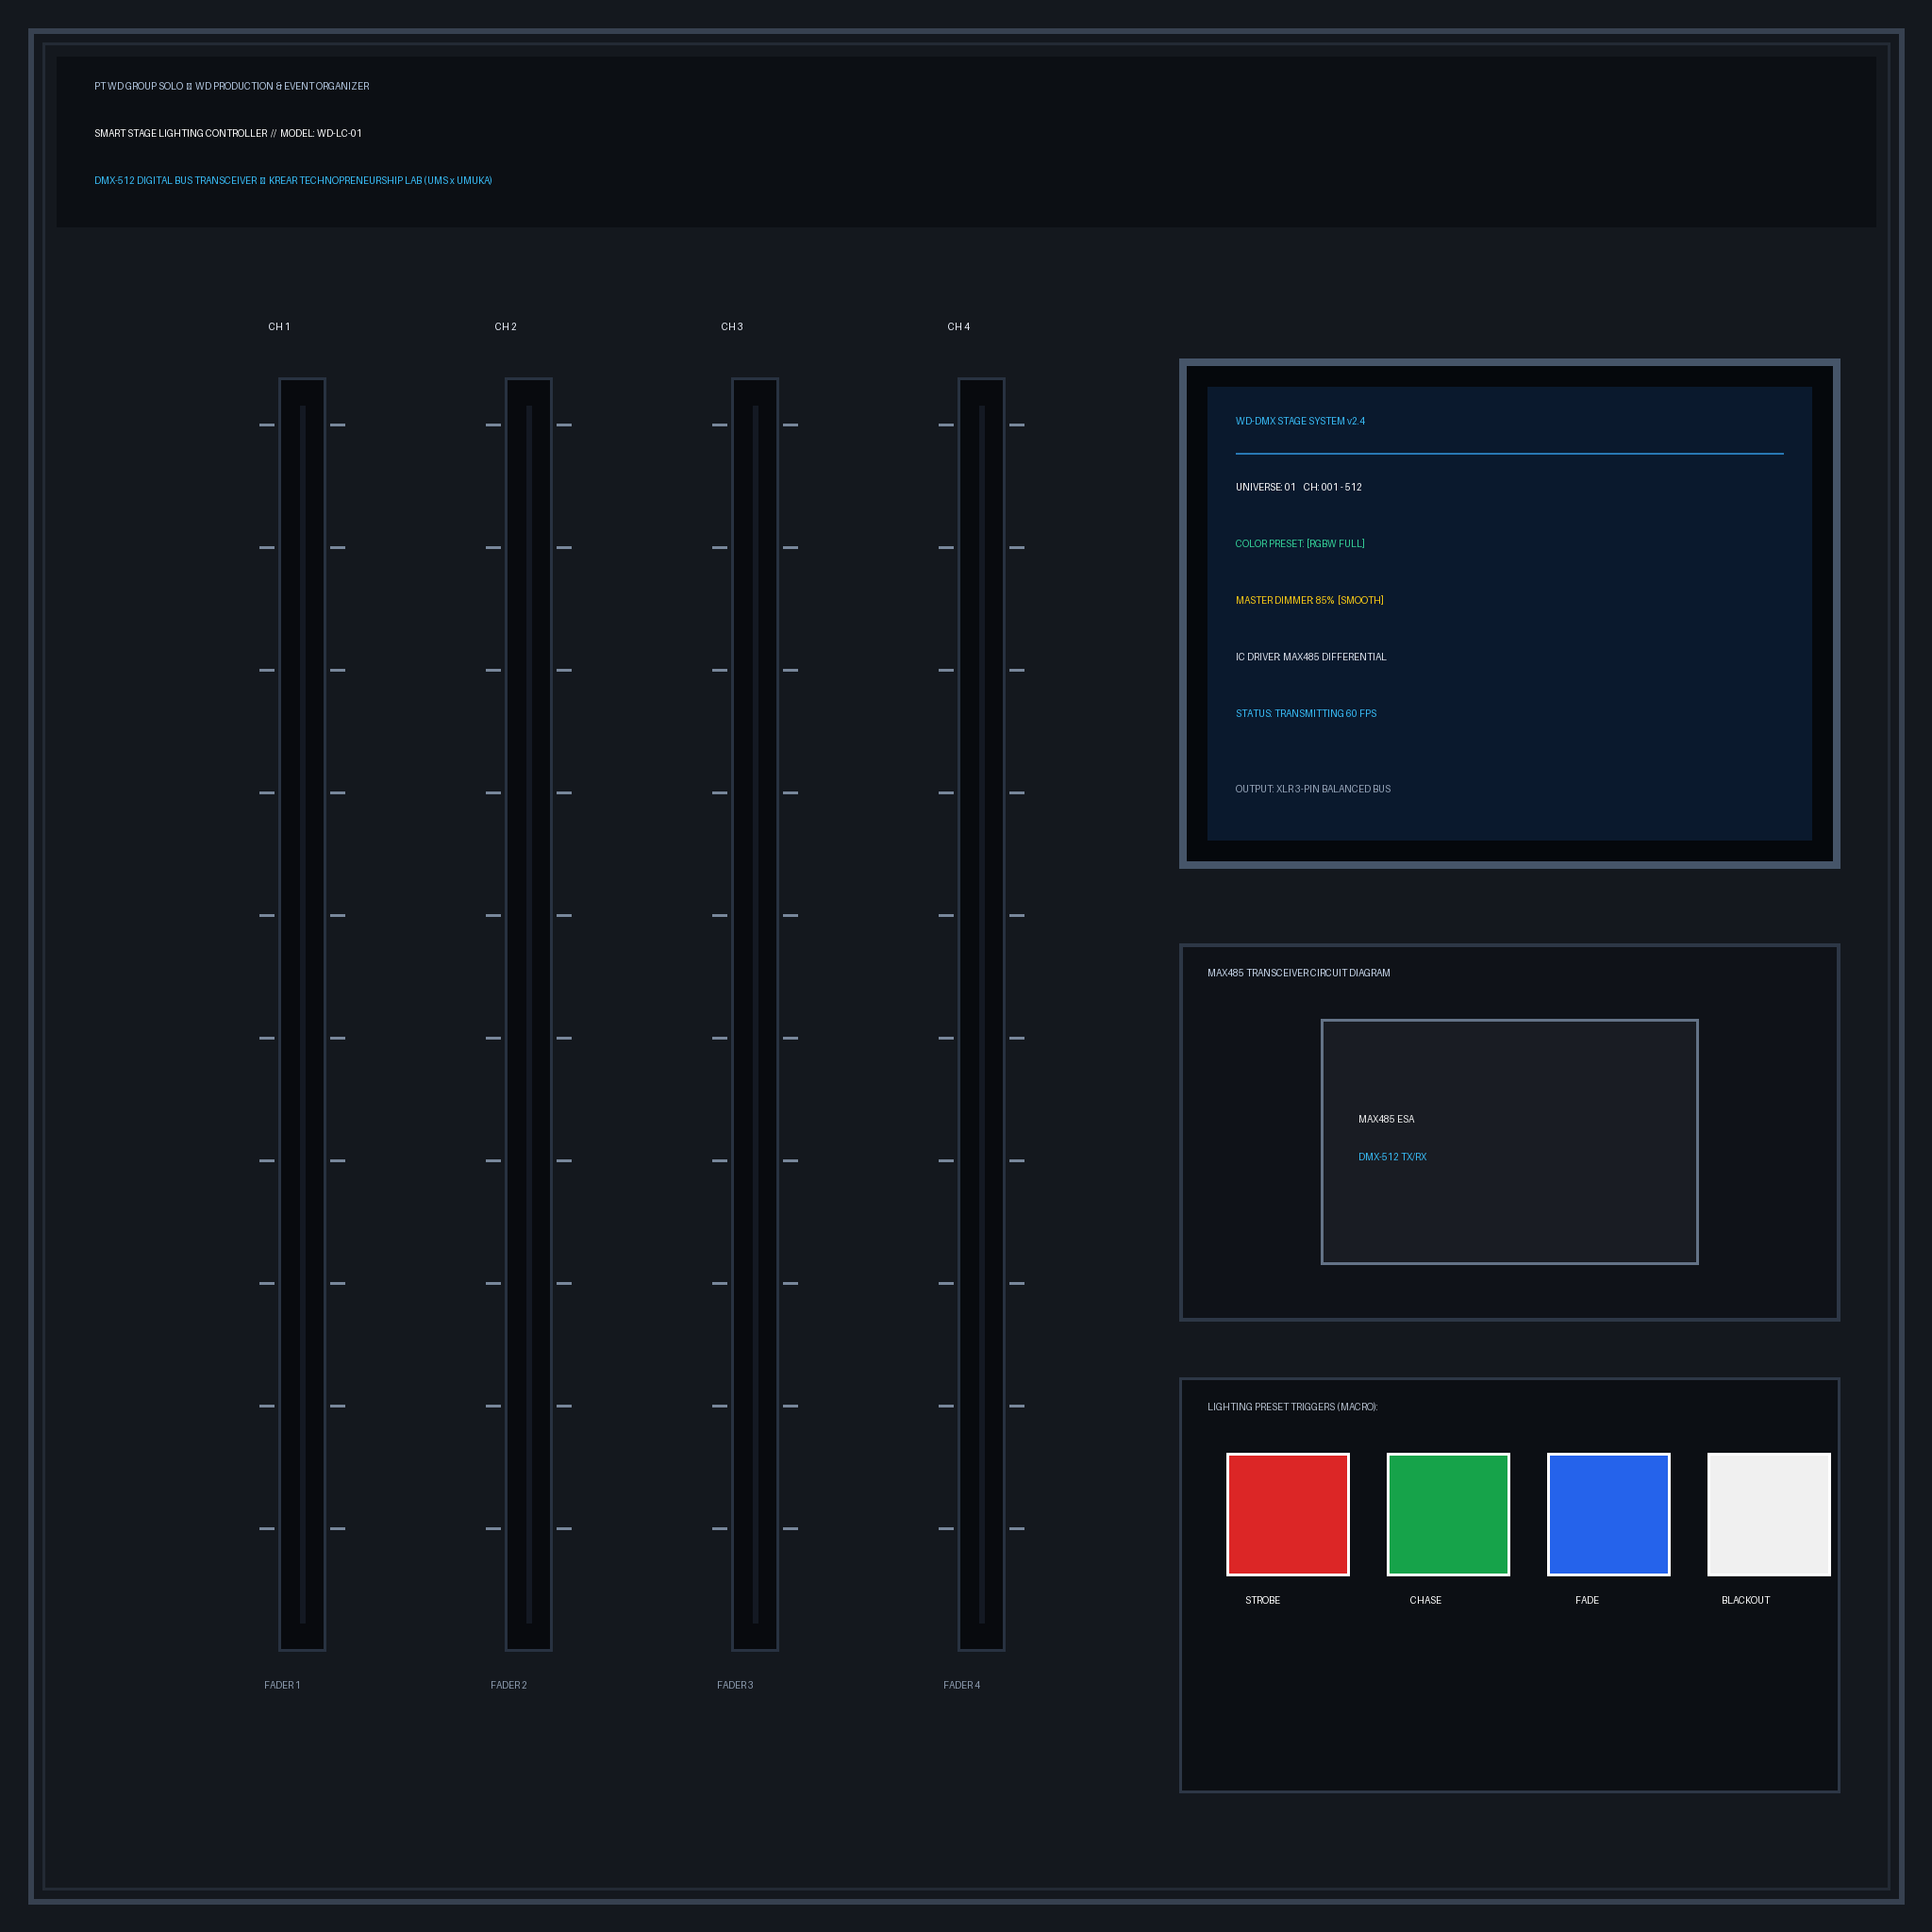 PT WD GROUP SOLO ▯ WD PRODUCTION & EVENT ORGANIZER
SMART STAGE LIGHTING CONTROLLER // MODEL: WD-LC-01
DMX-512 DIGITAL BUS TRANSCEIVER ▯ KREAR TECHNOPRENEURSHIP LAB (UMS x UMUKA)
CH 1 CH 2 CH 3 CH 4
FADER 1 FADER 2 FADER 3 FADER 4
WD-DMX STAGE SYSTEM v2.4
UNIVERSE: 01 CH: 001 - 512
COLOR PRESET: [RGBW FULL]
MASTER DIMMER: 85% [SMOOTH]
IC DRIVER: MAX485 DIFFERENTIAL
STATUS: TRANSMITTING 60 FPS
OUTPUT: XLR 3-PIN BALANCED BUS
MAX485 TRANSCEIVER CIRCUIT DIAGRAM
MAX485 ESA
DMX-512 TX/RX
LIGHTING PRESET TRIGGERS (MACRO):
STROBE CHASE FADE BLACKOUT